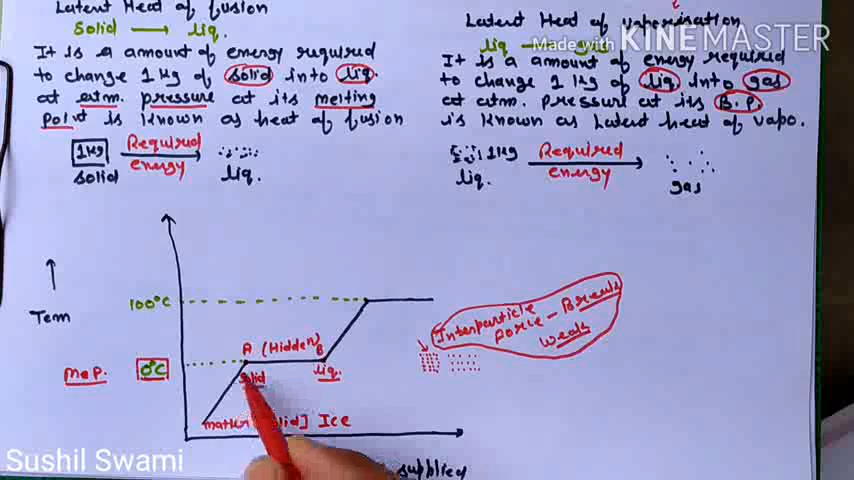 Latent Heat of fusion
Solid → liq.
It is a amount of energy required
to change 1 Kg of solid into liq.
at atm. pressure at its melting
point is known as heat of fusion
1Kg Required energy
solid liq.
Latent Heat of vaporisation
liq
Made with KINEMASTER
It is a amount of energy required
to change 1 Kg of liq. into gas
at atm. pressure at its B.P.
is known as Latent heat of vapo.
1Kg Required energy
liq. gas
100°C
Tem
A (Hidden) B
M.P. 0°C
solid liq.
matter solid] Ice
Interparticle
force - Break
weak
supplied
Sushil Swami